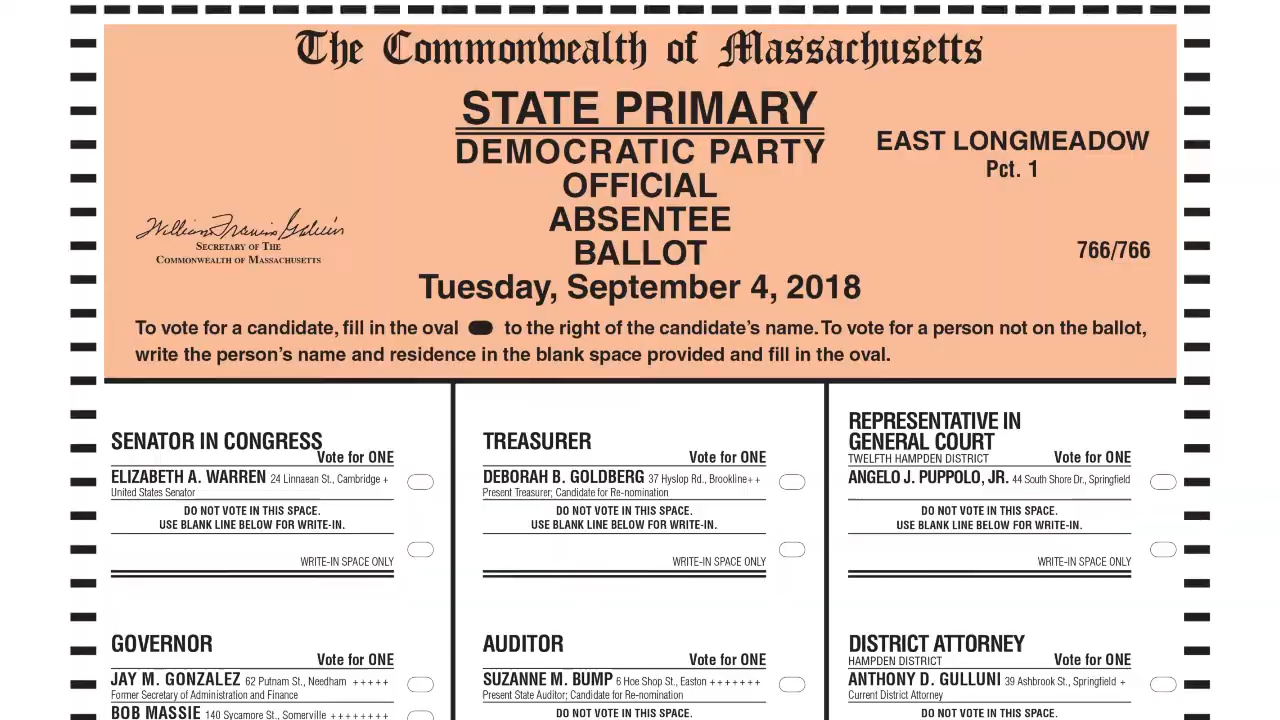 The Commonwealth of Massachusetts
STATE PRIMARY
DEMOCRATIC PARTY
OFFICIAL
ABSENTEE
BALLOT
Tuesday, September 4, 2018
EAST LONGMEADOW
Pct. 1
766/766
William Francis Galvin
SECRETARY OF THE
COMMONWEALTH OF MASSACHUSETTS
To vote for a candidate, fill in the oval to the right of the candidate's name. To vote for a person not on the ballot,
write the person's name and residence in the blank space provided and fill in the oval.
SENATOR IN CONGRESS
Vote for ONE
ELIZABETH A. WARREN 24 Linnaean St., Cambridge +
United States Senator
DO NOT VOTE IN THIS SPACE.
USE BLANK LINE BELOW FOR WRITE-IN.
WRITE-IN SPACE ONLY
GOVERNOR
Vote for ONE
JAY M. GONZALEZ 62 Putnam St., Needham +++++
Former Secretary of Administration and Finance
BOB MASSIE 140 Sycamore St., Somerville ++++++++
TREASURER
Vote for ONE
DEBORAH B. GOLDBERG 37 Hyslop Rd., Brookline++
Present Treasurer; Candidate for Re-nomination
DO NOT VOTE IN THIS SPACE.
USE BLANK LINE BELOW FOR WRITE-IN.
WRITE-IN SPACE ONLY
AUDITOR
Vote for ONE
SUZANNE M. BUMP 6 Hoe Shop St., Easton +++++++
Present State Auditor; Candidate for Re-nomination
DO NOT VOTE IN THIS SPACE.
REPRESENTATIVE IN
GENERAL COURT
TWELFTH HAMPDEN DISTRICT Vote for ONE
ANGELO J. PUPPOLO, JR. 44 South Shore Dr., Springfield
DO NOT VOTE IN THIS SPACE.
USE BLANK LINE BELOW FOR WRITE-IN.
WRITE-IN SPACE ONLY
DISTRICT ATTORNEY
HAMPDEN DISTRICT Vote for ONE
ANTHONY D. GULLUNI 39 Ashbrook St., Springfield +
Current District Attorney
DO NOT VOTE IN THIS SPACE.